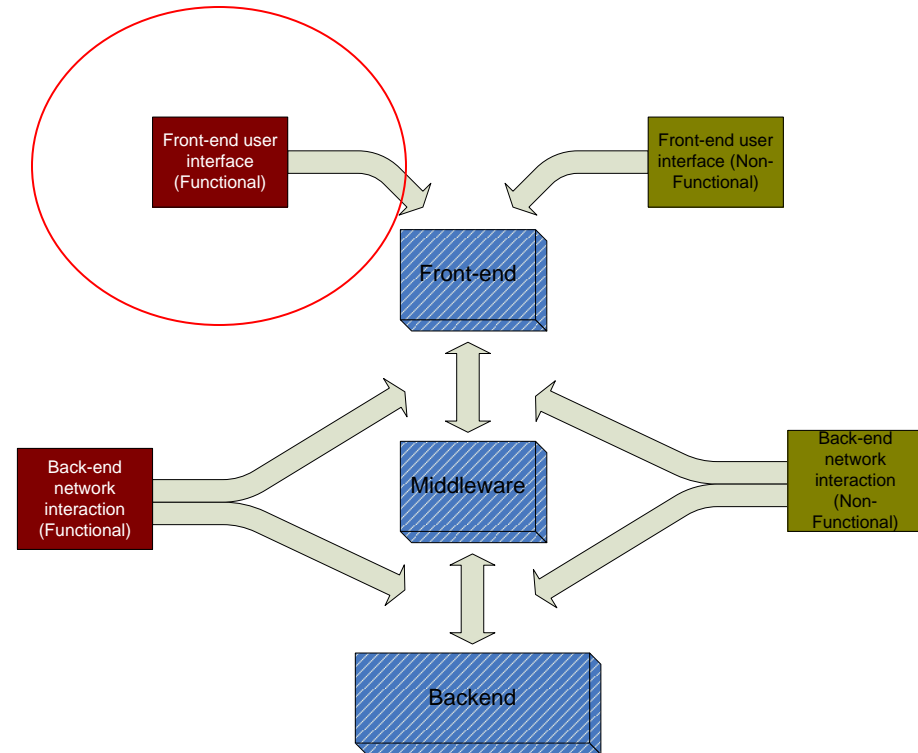 Front-end user
interface
(Functional)
Front-end user
interface (Non-
Functional)
Front-end
Back-end
network
interaction
(Functional)
Middleware
Back-end
network
interaction
(Non-
Functional)
Backend